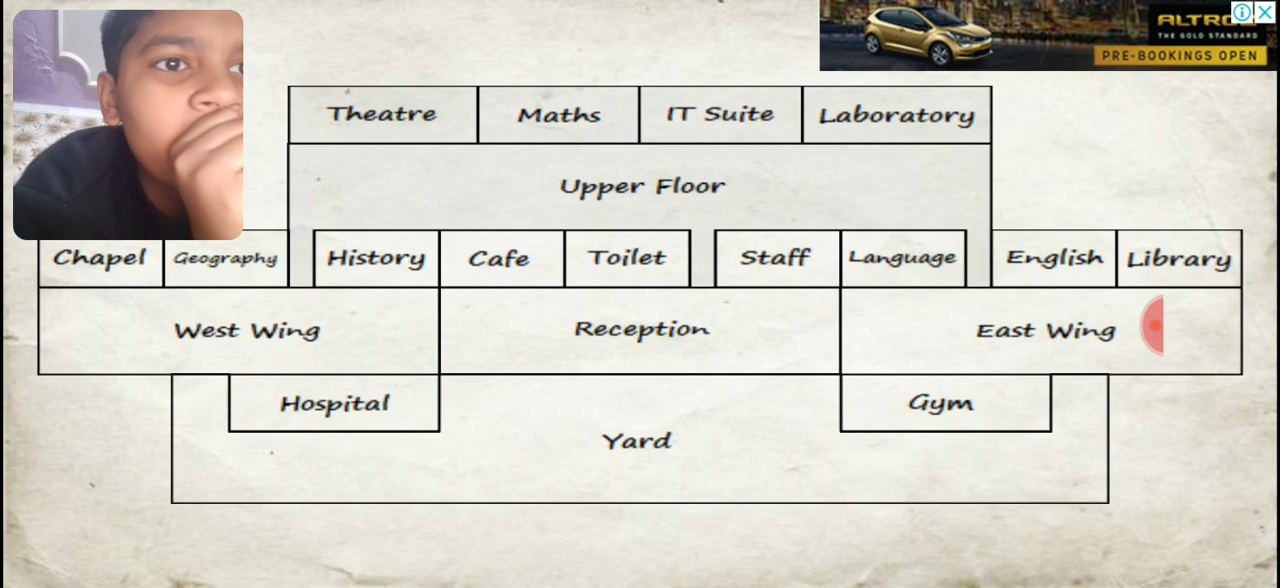 ALTROZ
THE GOLD STANDARD
PRE-BOOKINGS OPEN
Theatre Maths IT Suite Laboratory
Upper Floor
Chapel Geography History Cafe Toilet Staff Language English Library
West Wing Reception East Wing
Hospital Gym
Yard